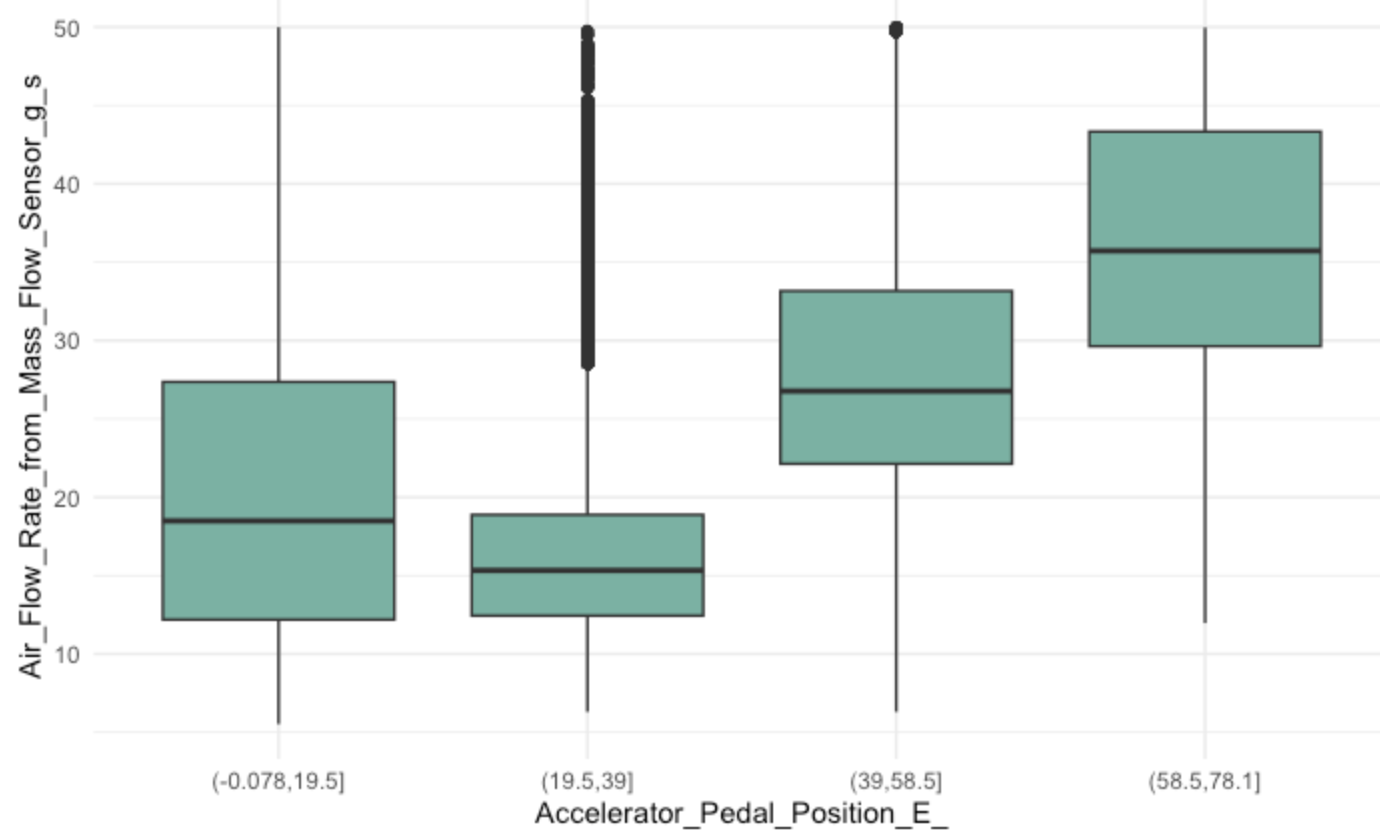 Air_Flow_Rate_from_Mass_Flow_Sensor_g_s
50
40
30
20
10
(-0.078,19.5] (19.5,39] (39,58.5] (58.5,78.1]
Accelerator_Pedal_Position_E_